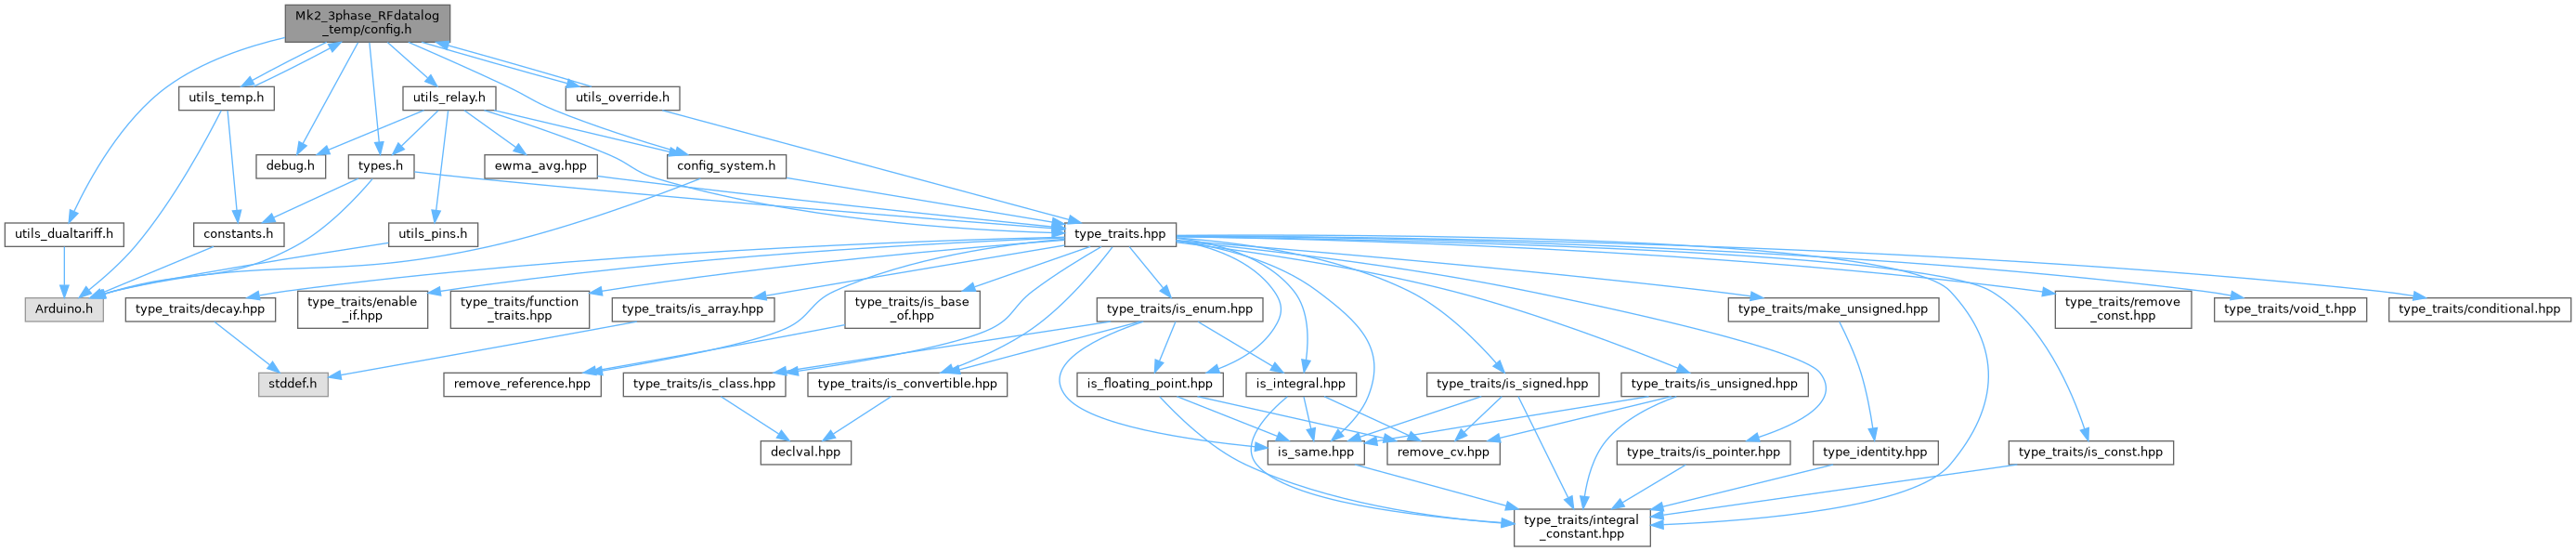 Mk2_3phase_RFdatalog
_temp/config.h
utils_temp.h
utils_relay.h
utils_override.h
debug.h
types.h
ewma_avg.hpp
config_system.h
utils_dualtariff.h
constants.h
utils_pins.h
type_traits.hpp
Arduino.h
type_traits/decay.hpp
type_traits/enable
_if.hpp
type_traits/function
_traits.hpp
type_traits/is_array.hpp
type_traits/is_base
_of.hpp
type_traits/is_enum.hpp
type_traits/make_unsigned.hpp
type_traits/remove
_const.hpp
type_traits/void_t.hpp
type_traits/conditional.hpp
stddef.h
remove_reference.hpp
type_traits/is_class.hpp
type_traits/is_convertible.hpp
is_floating_point.hpp
is_integral.hpp
type_traits/is_signed.hpp
type_traits/is_unsigned.hpp
declval.hpp
is_same.hpp
remove_cv.hpp
type_traits/is_pointer.hpp
type_identity.hpp
type_traits/is_const.hpp
type_traits/integral
_constant.hpp